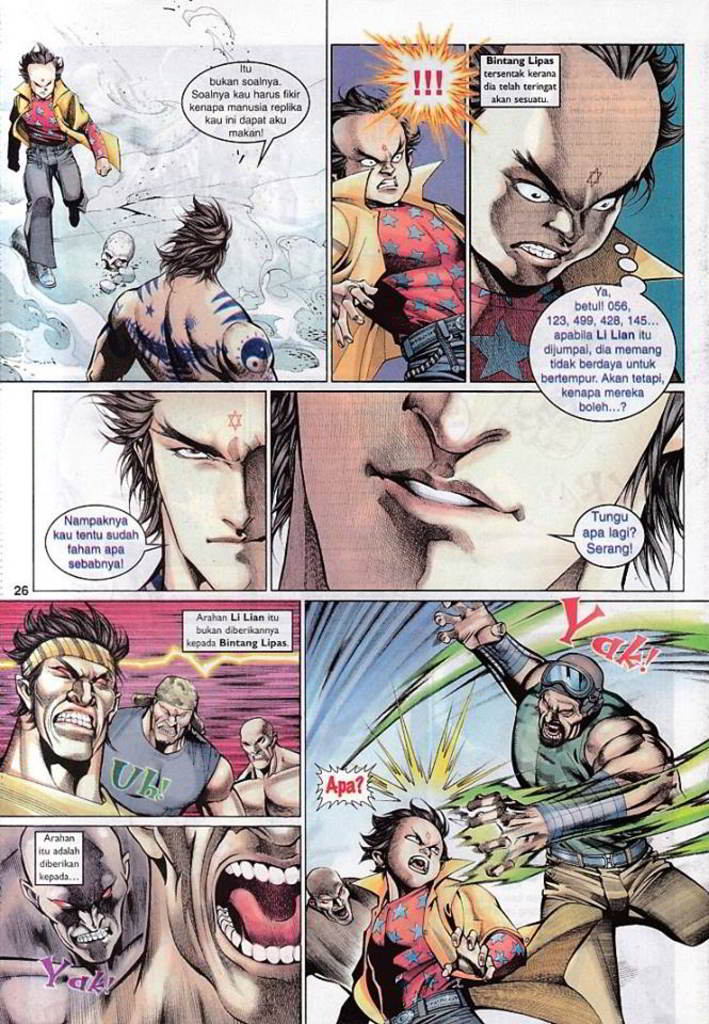 Itu
bukan soalnya.
Soalnya kau harus fikir
kenapa manusia replika
kau ini dapat aku
makan!
!!!
Bintang Lipas
tersentak kerana
dia telah teringat
akan sesuatu.
Ya,
betul! 056,
123, 499, 428, 145...
apabila Li Lian itu
dijumpai, dia memang
tidak berdaya untuk
bertempur. Akan tetapi,
kenapa mereka
boleh...?
Nampaknya
kau tentu sudah
faham apa
sebabnya!
Tungu
apa lagi?
Serang!
26
Arahan Li Lian itu
bukan diberikannya
kepada Bintang Lipas.
Uh!
Yak!
Apa?
Arahan
itu adalah
diberikan
kepada...
Yak!